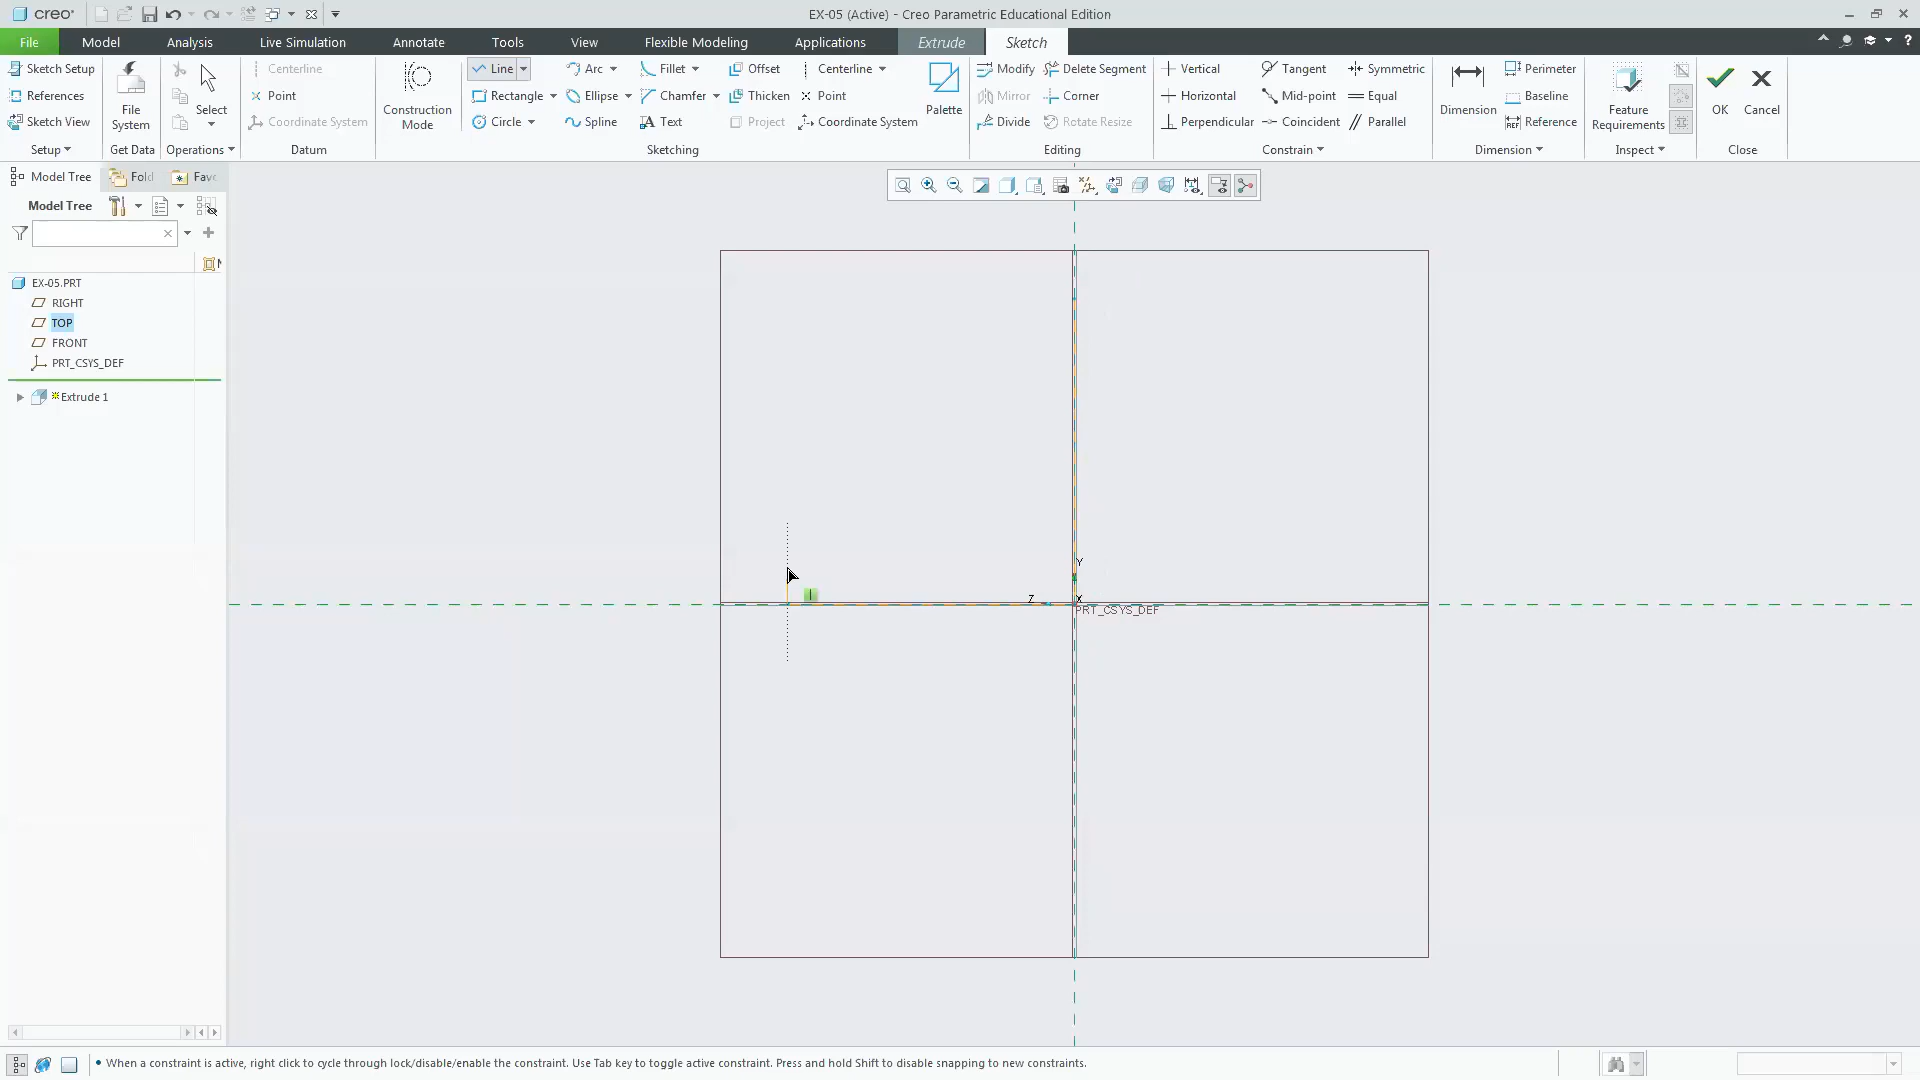 creo
EX-05 (Active) - Creo Parametric Educational Edition
File Model Analysis Live Simulation Annotate Tools View Flexible Modeling Applications Extrude Sketch
Sketch Setup Centerline Line Arc Fillet Offset Centerline Modify Delete Segment Vertical Tangent Symmetric Perimeter
References Point Rectangle Ellipse Chamfer Thicken Point Mirror Corner Horizontal Mid-point Equal Baseline
Sketch View Coordinate System Circle Spline Text Project Coordinate System Divide Rotate Resize Perpendicular Coincident Parallel Reference
File System Select Construction Mode Palette Dimension Feature Requirements OK Cancel
Setup Get Data Operations Datum Sketching Editing Constrain Dimension Inspect Close
Model Tree Fold Fav
Model Tree
EX-05.PRT
RIGHT
TOP
FRONT
PRT_CSYS_DEF
Extrude 1
Y
Z X
PRT_CSYS_DEF
• When a constraint is active, right click to cycle through lock/disable/enable the constraint. Use Tab key to toggle active constraint. Press and hold Shift to disable snapping to new constraints.